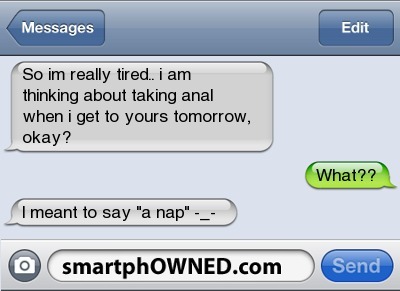 Messages
Edit
So im really tired.. i am
thinking about taking anal
when i get to yours tomorrow,
okay?
What??
I meant to say "a nap" -_-
smartphOWNED.com
Send